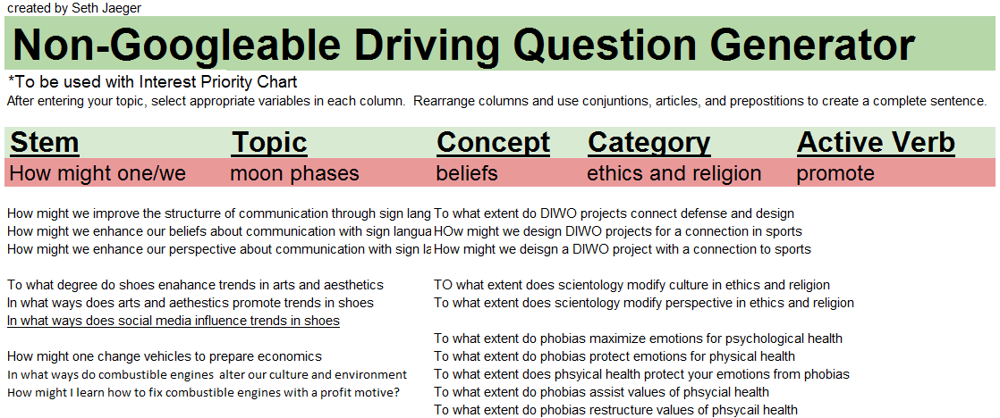 created by Seth Jaeger
Non-Googleable Driving Question Generator
*To be used with Interest Priority Chart
After entering your topic, select appropriate variables in each column.  Rearrange columns and use conjuntions, articles, and prepostitions to create a complete sentence.
Stem Topic Concept Category Active Verb
How might one/we moon phases beliefs ethics and religion promote
How might we improve the structurre of communication through sign lang
How might we enhance our beliefs about communication with sign langua
How might we enhance our perspective about communication with sign la
To what degree do shoes enahance trends in arts and aesthetics
In what ways does arts and aethestics promote trends in shoes
In what ways does social media influence trends in shoes
How might one change vehicles to prepare economics
In what ways do combustible engines  alter our culture and environment
How might I learn how to fix combustible engines with a profit motive?
To what extent do DIWO projects connect defense and design
HOw might we design DIWO projects for a connection in sports
How might we deisgn a DIWO project with a connection to sports
TO what extent does scientology modify culture in ethics and religion
To what extent does scientology modify perspective in ethics and religion
To what extent do phobias maximize emotions for psychological health
To what extent do phobias protect emotions for physical health
To what extent does phsyical health protect your emotions from phobias
To what extent do phobias assist values of phsycial health
To what extent do phobias restructure values of phsycail health